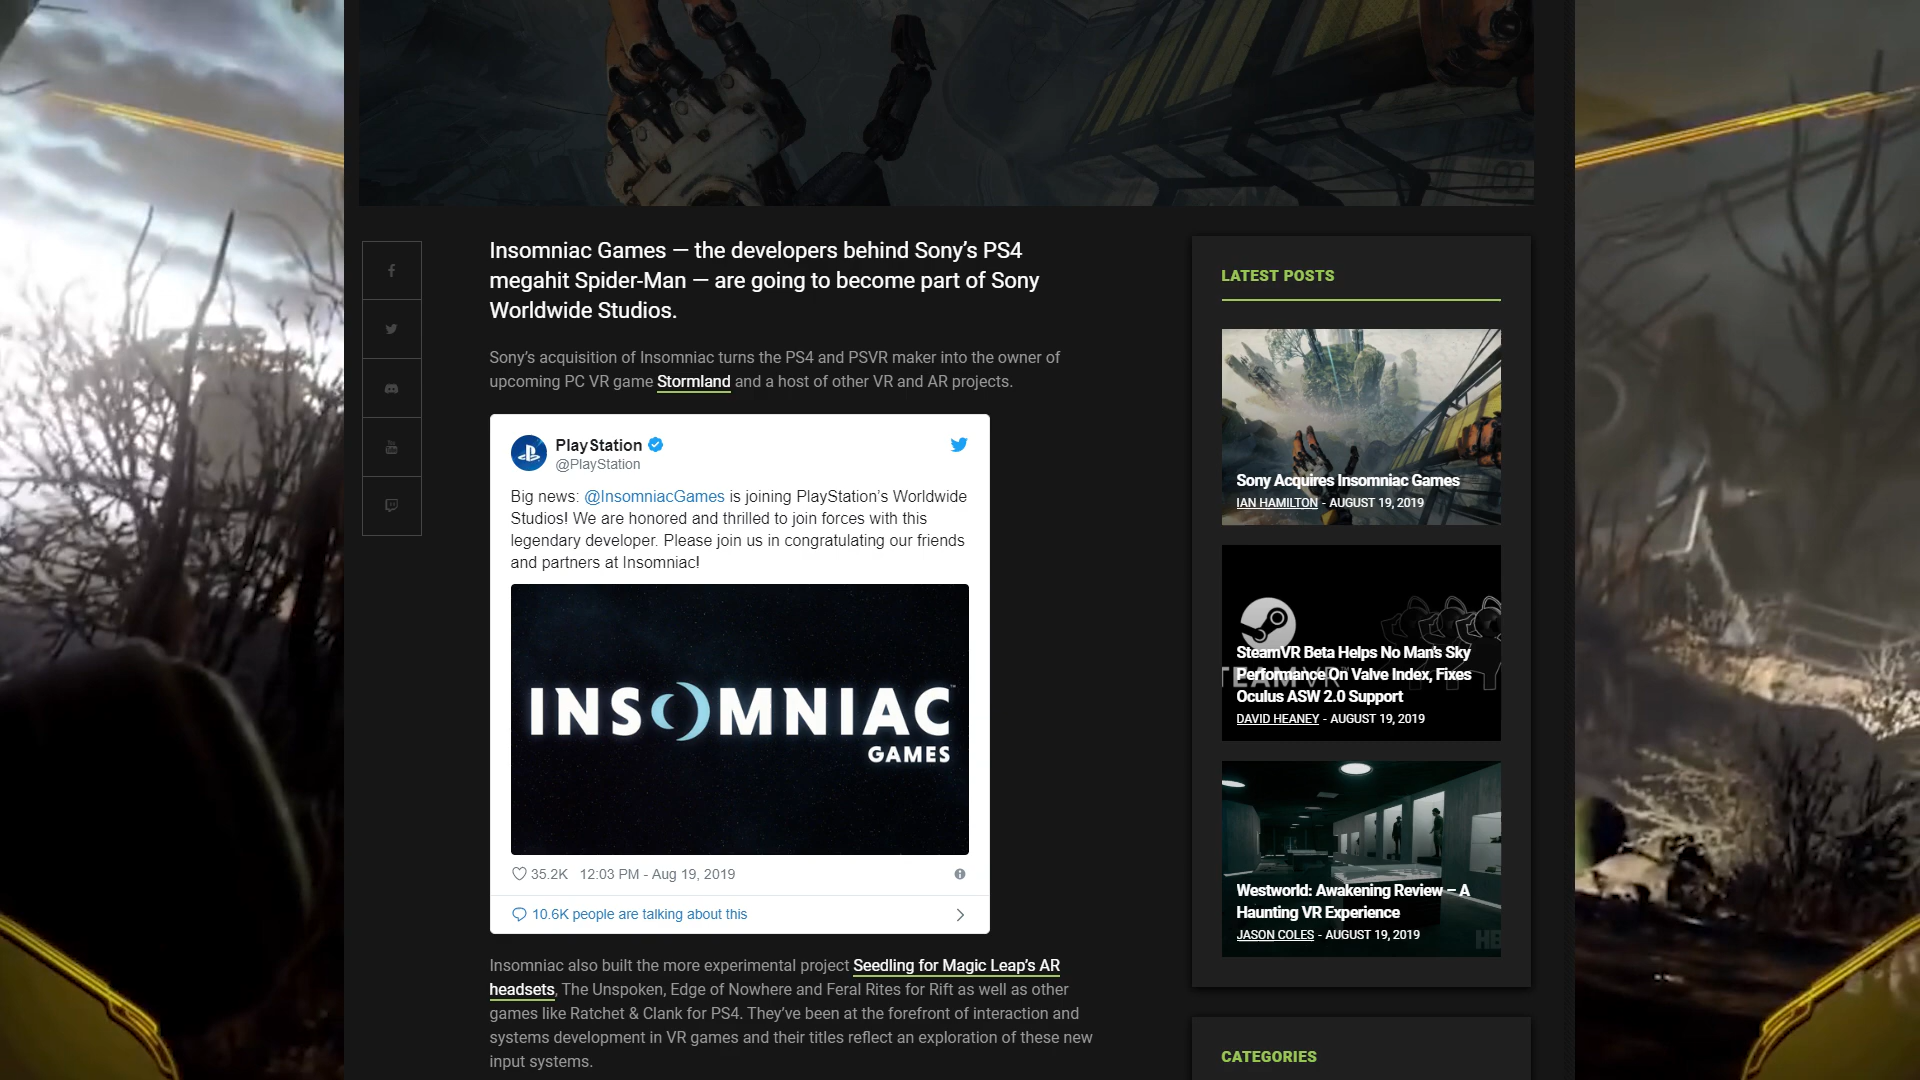 Insomniac Games — the developers behind Sony’s PS4
megahit Spider-Man — are going to become part of Sony
Worldwide Studios.
Sony’s acquisition of Insomniac turns the PS4 and PSVR maker into the owner of
upcoming PC VR game Stormland and a host of other VR and AR projects.
PlayStation
@PlayStation
Big news: @InsomniacGames is joining PlayStation’s Worldwide
Studios! We are honored and thrilled to join forces with this
legendary developer. Please join us in congratulating our friends
and partners at Insomniac!
INSOMNIAC™
GAMES
35.2K 12:03 PM - Aug 19, 2019
10.6K people are talking about this
Insomniac also built the more experimental project Seedling for Magic Leap’s AR
headsets, The Unspoken, Edge of Nowhere and Feral Rites for Rift as well as other
games like Ratchet & Clank for PS4. They’ve been at the forefront of interaction and
systems development in VR games and their titles reflect an exploration of these new
input systems.
LATEST POSTS
Sony Acquires Insomniac Games
IAN HAMILTON - AUGUST 19, 2019
SteamVR Beta Helps No Man’s Sky
Performance On Valve Index, Fixes
Oculus ASW 2.0 Support
DAVID HEANEY - AUGUST 19, 2019
Westworld: Awakening Review – A
Haunting VR Experience
JASON COLES - AUGUST 19, 2019
CATEGORIES